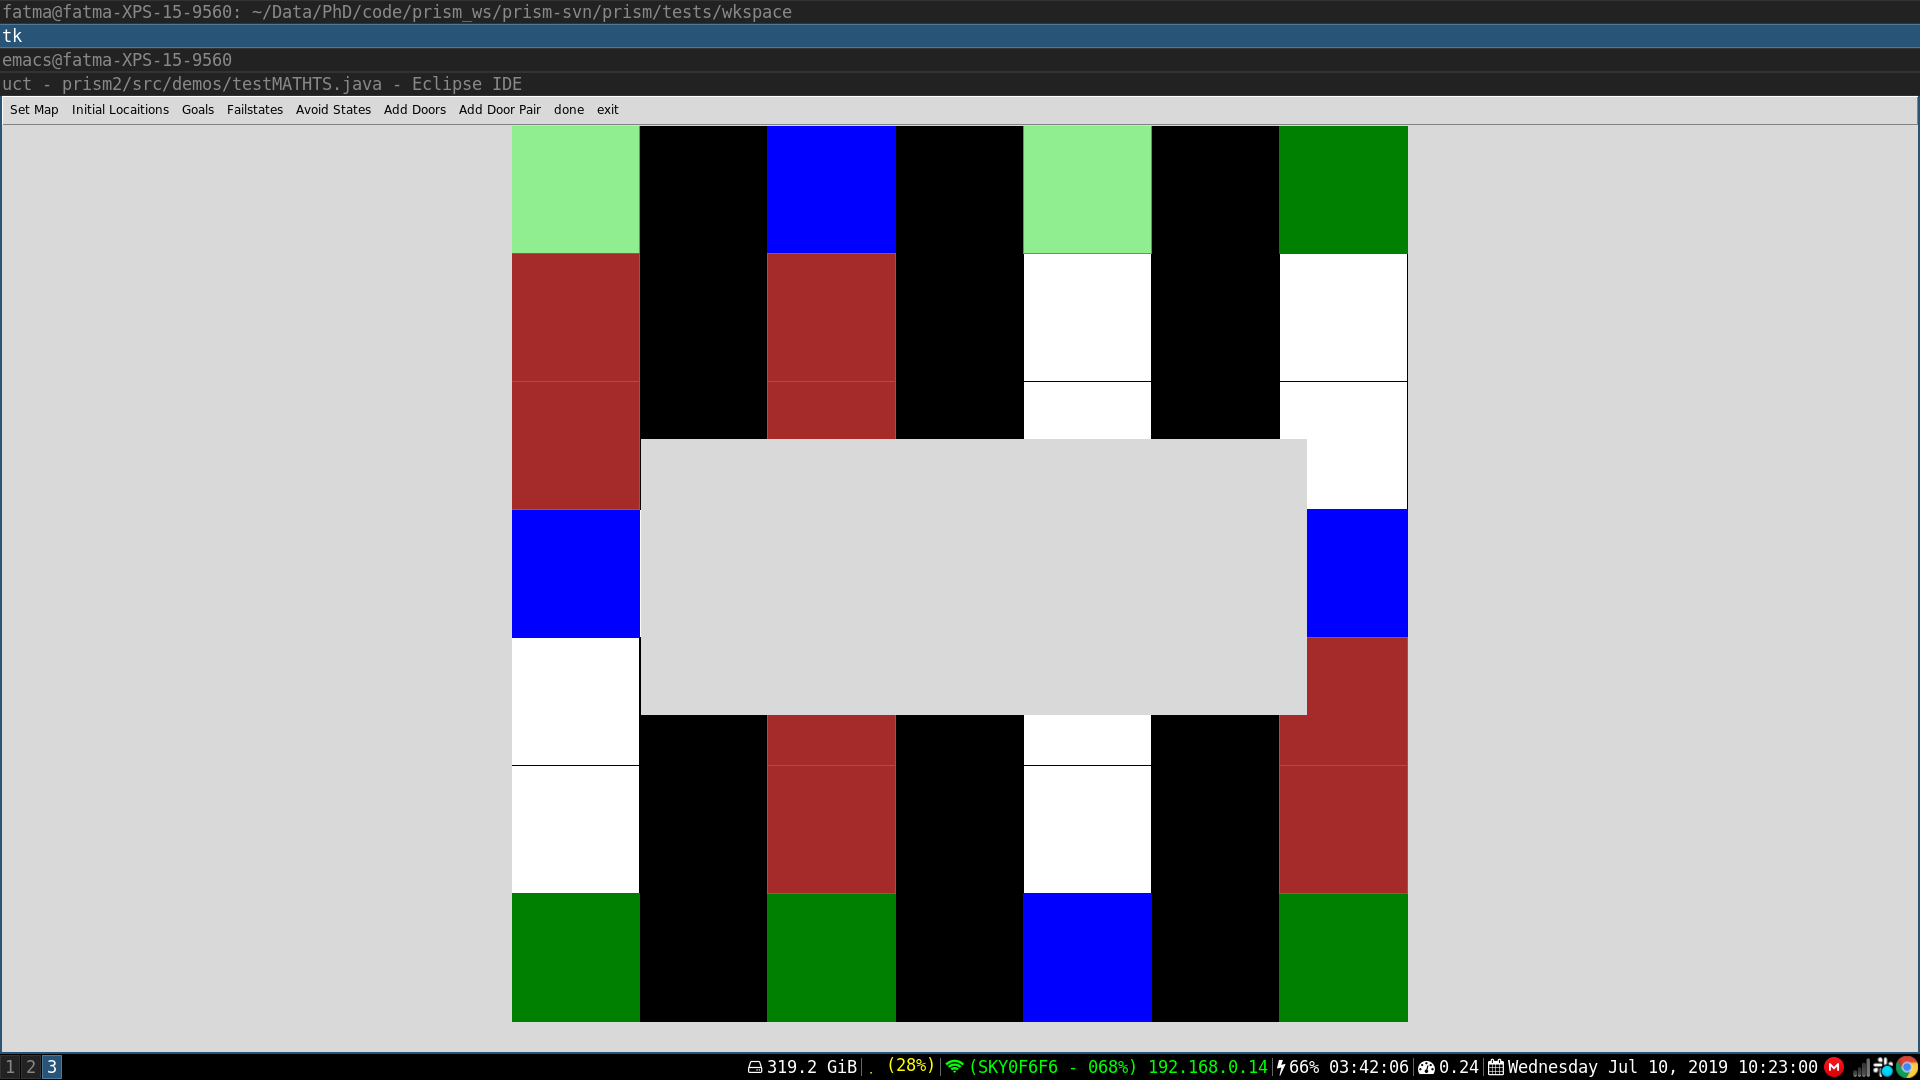 fatma@fatma-XPS-15-9560: ~/Data/PhD/code/prism_ws/prism-svn/prism/tests/wkspace
tk
emacs@fatma-XPS-15-9560
uct - prism2/src/demos/testMATHTS.java - Eclipse IDE
Set Map Initial Locaitions Goals Failstates Avoid States Add Doors Add Door Pair done exit
1 2 3 319.2 GiB . (28%) (SKY0F6F6 - 068%) 192.168.0.14 66% 03:42:06 0.24 Wednesday Jul 10, 2019 10:23:00 M